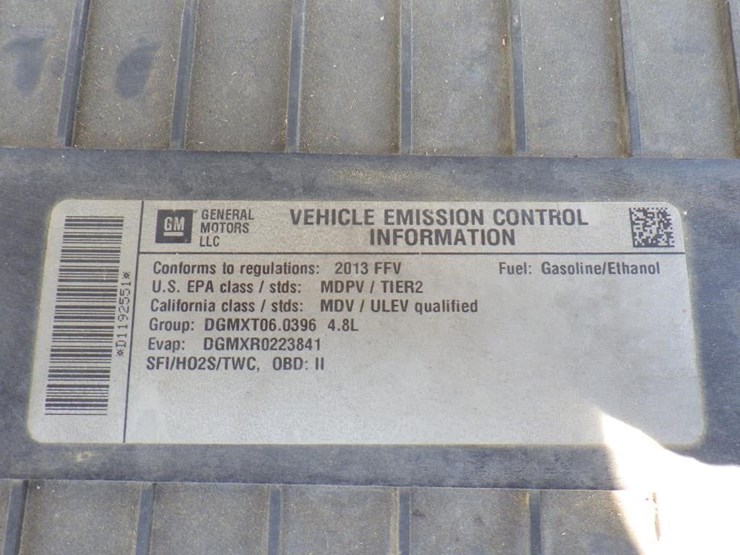 GM
GENERAL
MOTORS
LLC
VEHICLE EMISSION CONTROL
INFORMATION
Conforms to regulations: 2013 FFV
Fuel: Gasoline/Ethanol
U.S. EPA class / stds: MDPV / TIER2
California class / stds: MDV / ULEV qualified
Group: DGMXT06.0396 4.8L
Evap: DGMXR0223841
SFI/HO2S/TWC, OBD: II
*D1192551*